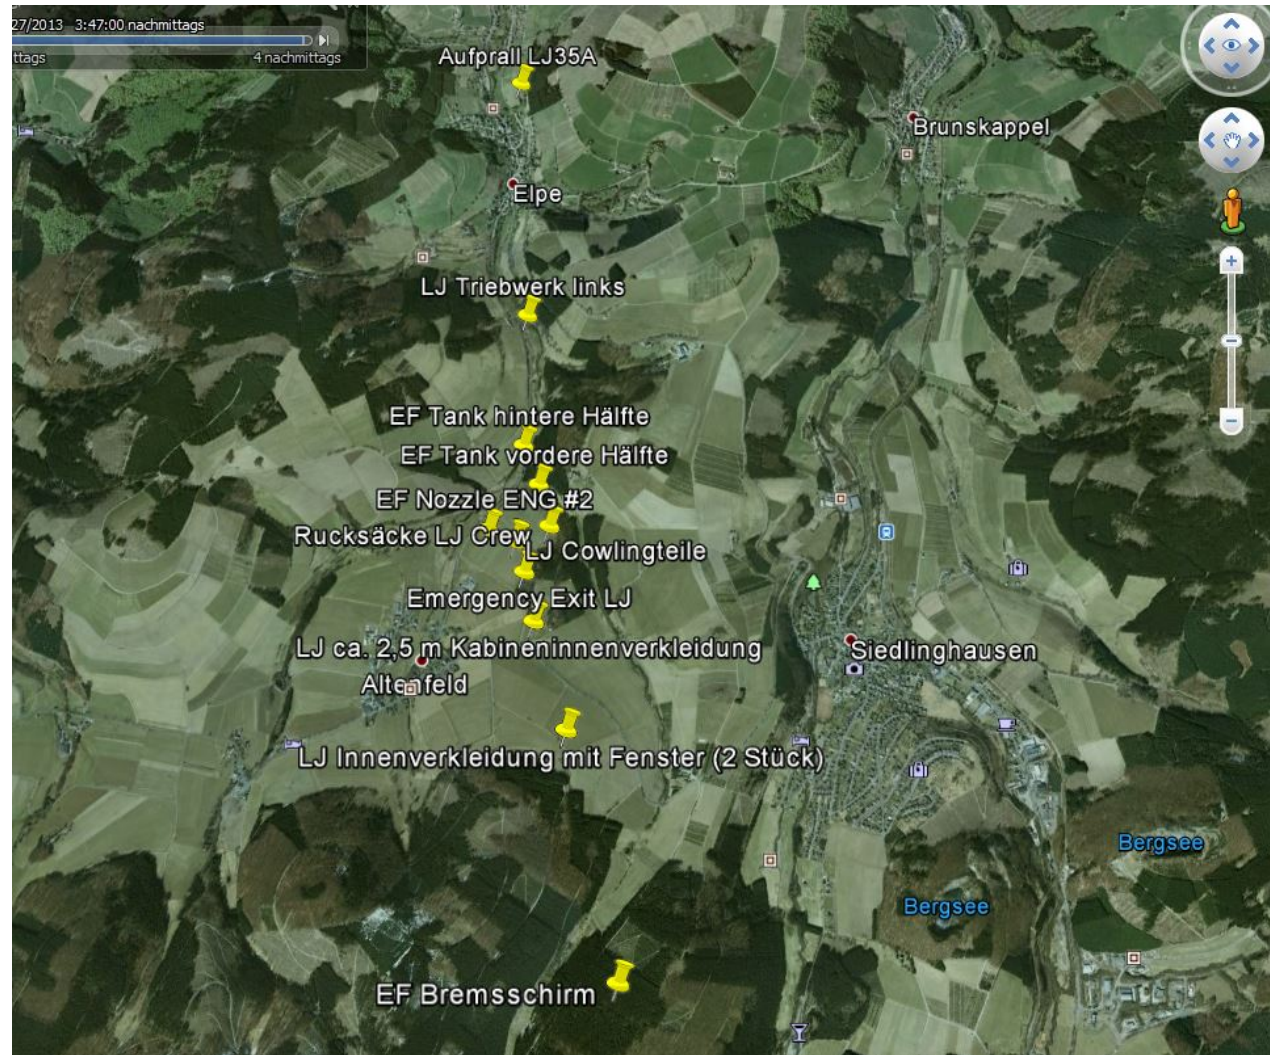 27/2013 3:47:00 nachmittags
ttags 4 nachmittags
Aufprall LJ35A
Brunskappel
Elpe
LJ Triebwerk links
EF Tank hintere Hälfte
EF Tank vordere Hälfte
EF Nozzle ENG #2
Rucksäcke LJ Crew
LJ Cowlingteile
Emergency Exit LJ
LJ ca. 2,5 m Kabineninnenverkleidung
Siedlinghausen
Altenfeld
LJ Innenverkleidung mit Fenster (2 Stück)
Bergsee
Bergsee
EF Bremsschirm